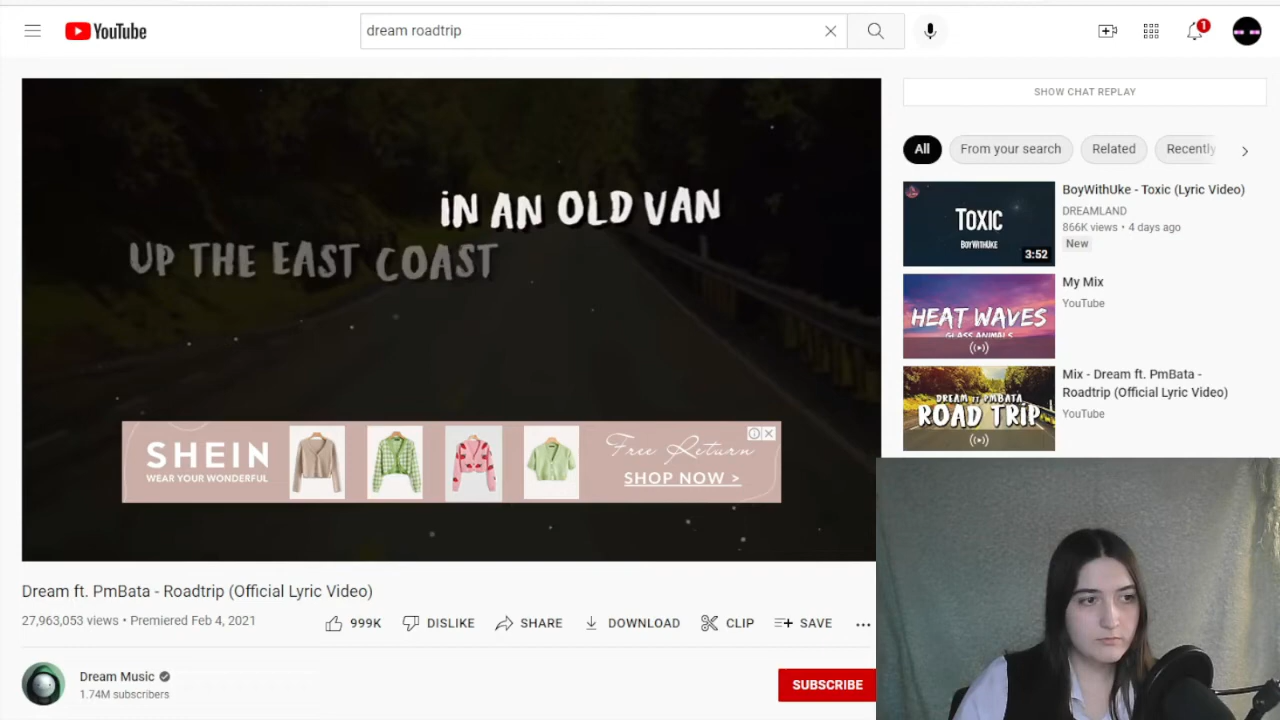 YouTube
dream roadtrip
1
IN AN OLD VAN
UP THE EAST COAST
SHEIN
WEAR YOUR WONDERFUL
Free Return
SHOP NOW >
Dream ft. PmBata - Roadtrip (Official Lyric Video)
27,963,053 views • Premiered Feb 4, 2021
999K
DISLIKE
SHARE
DOWNLOAD
CLIP
SAVE
Dream Music
1.74M subscribers
SUBSCRIBE
SHOW CHAT REPLAY
All
From your search
Related
Recently
TOXIC
BOYWITHUKE
3:52
BoyWithUke - Toxic (Lyric Video)
DREAMLAND
866K views • 4 days ago
New
HEAT WAVES
GLASS ANIMALS
My Mix
YouTube
DREAM FT PMBATA
ROAD TRIP
Mix - Dream ft. PmBata -
Roadtrip (Official Lyric Video)
YouTube